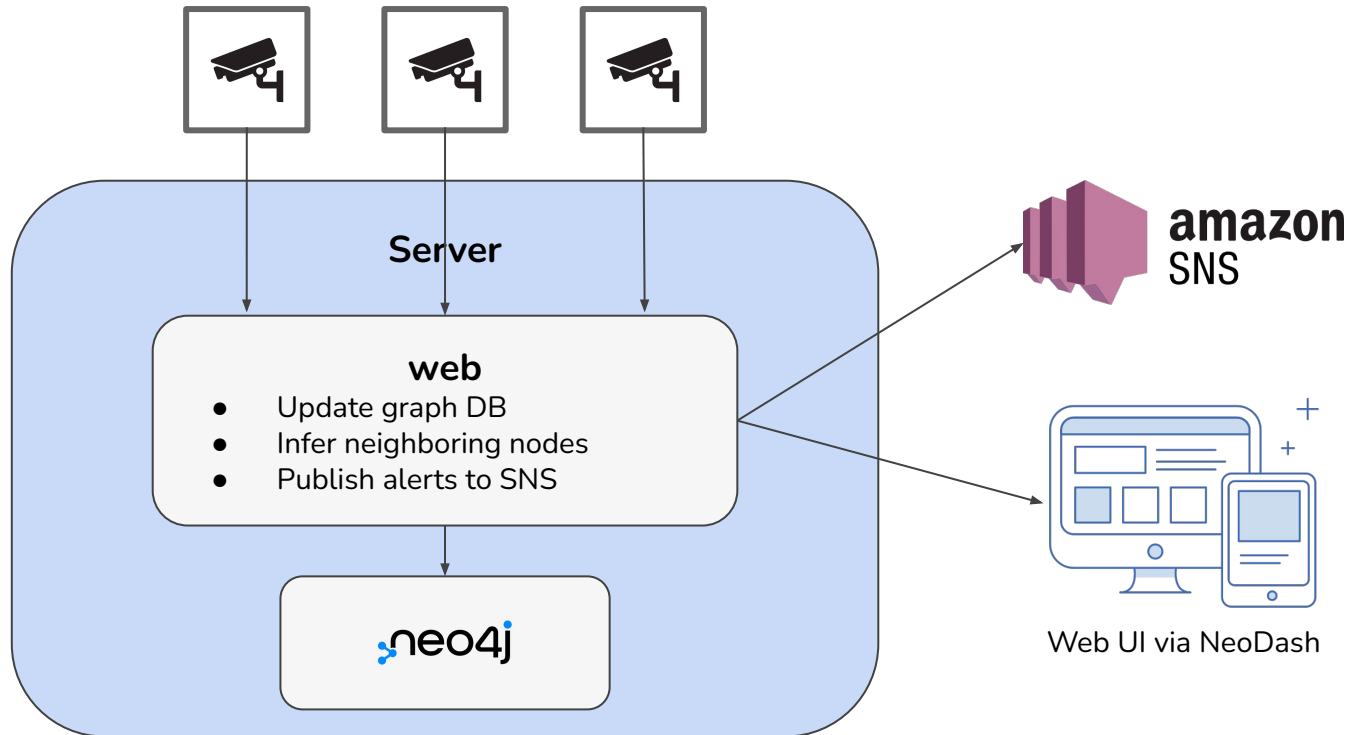 Server
amazon
SNS
web
● Update graph DB
● Infer neighboring nodes
● Publish alerts to SNS
neo4j
Web UI via NeoDash